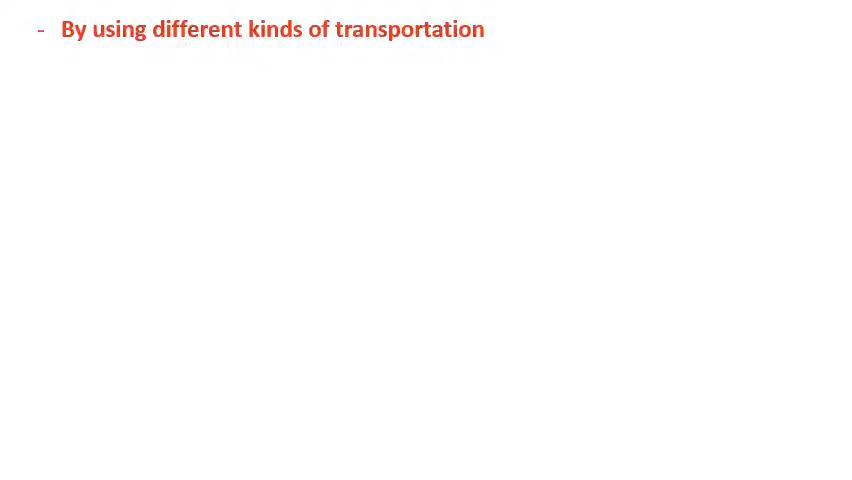 - By using different kinds of transportation